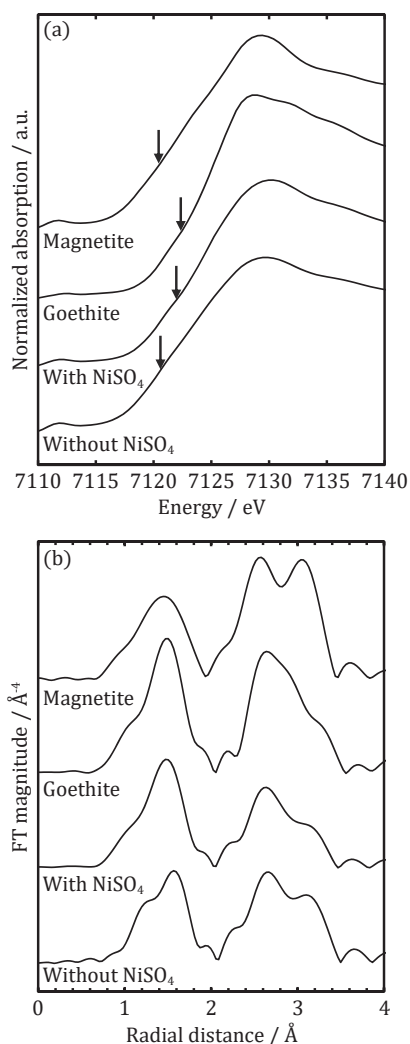 (a)
Normalized absorption / a.u.
Magnetite
Goethite
With NiSO₄
Without NiSO₄
7110 7115 7120 7125 7130 7135 7140
Energy / eV
(b)
FT magnitude / Å⁻⁴
Magnetite
Goethite
With NiSO₄
Without NiSO₄
0 1 2 3 4
Radial distance / Å